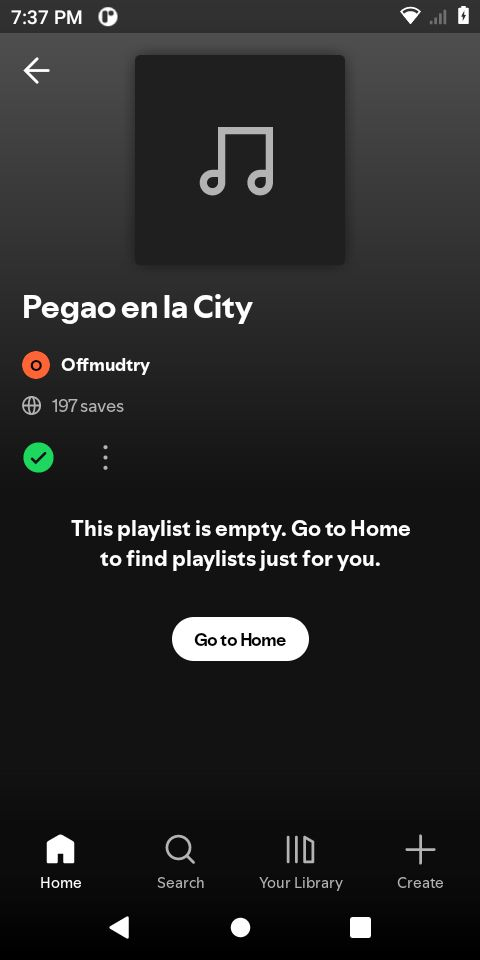 7:37 PM
Pegao en la City
O
Offmudtry
197 saves
This playlist is empty. Go to Home
to find playlists just for you.
Go to Home
Home
Search
Your Library
Create